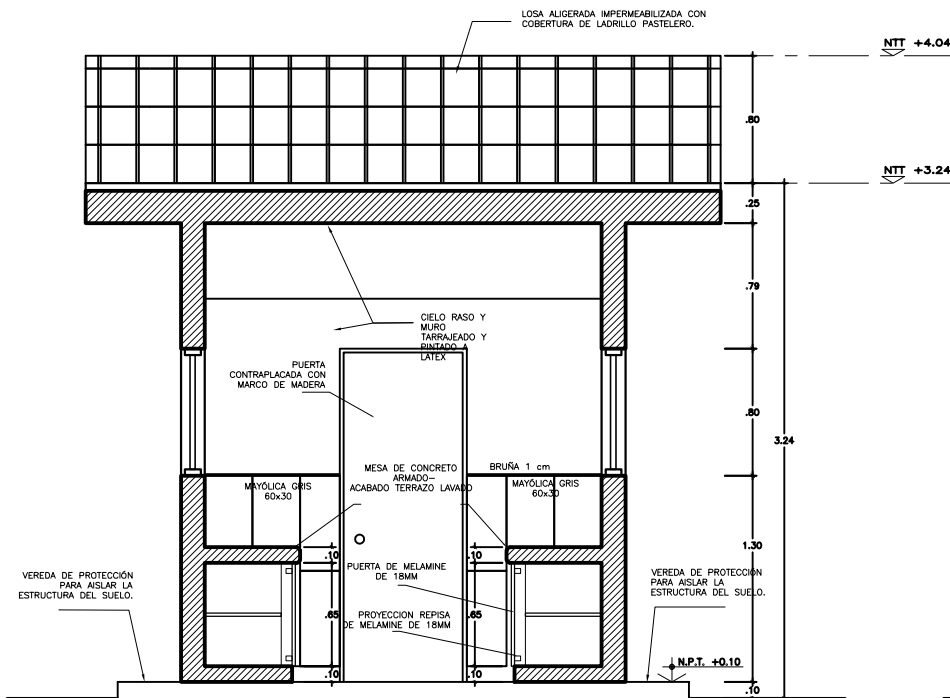 LOSA ALIGERADA IMPERMEABILIZADA CON
COBERTURA DE LADRILLO PASTELERO.
NTT +4.04
.80
NTT +3.24
.25
.79
CIELO RASO Y
MURO
TARRAJEADO Y
PINTADO A
LATEX
PUERTA
CONTRAPLACADA CON
MARCO DE MADERA
.80
3.24
MESA DE CONCRETO
ARMADO-
ACABADO TERRAZO LAVADO
BRUÑA 1 cm
MAYÓLICA GRIS
60x30
MAYÓLICA GRIS
60x30
1.30
.10
.10
PUERTA DE MELAMINE
DE 18MM
VEREDA DE PROTECCIÓN
PARA AISLAR LA
ESTRUCTURA DEL SUELO.
VEREDA DE PROTECCIÓN
PARA AISLAR LA
ESTRUCTURA DEL SUELO.
.65
.65
PROYECCION REPISA
DE MELAMINE DE 18MM
N.P.T. +0.10
.10
.10
.10